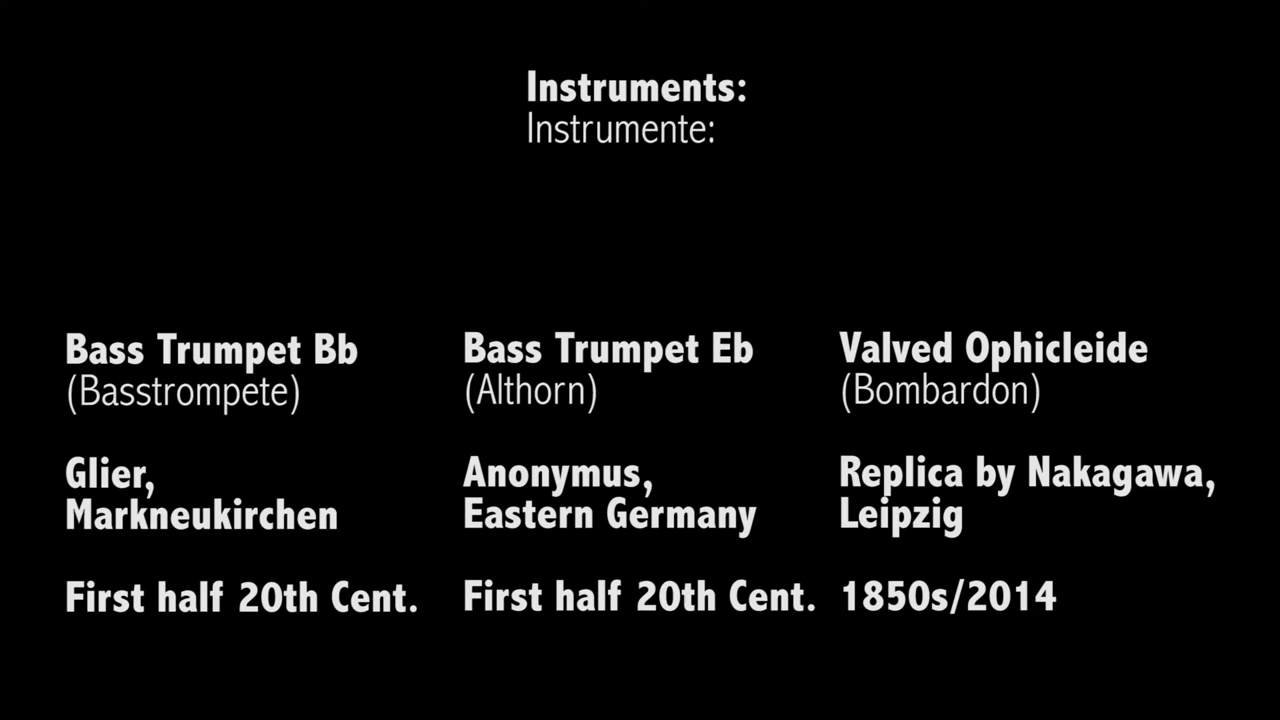 Instruments:
Instrumente:
Bass Trumpet Bb
(Basstrompete)
Glier,
Markneukirchen
First half 20th Cent.
Bass Trumpet Eb
(Althorn)
Anonymus,
Eastern Germany
First half 20th Cent.
Valved Ophicleide
(Bombardon)
Replica by Nakagawa,
Leipzig
1850s/2014